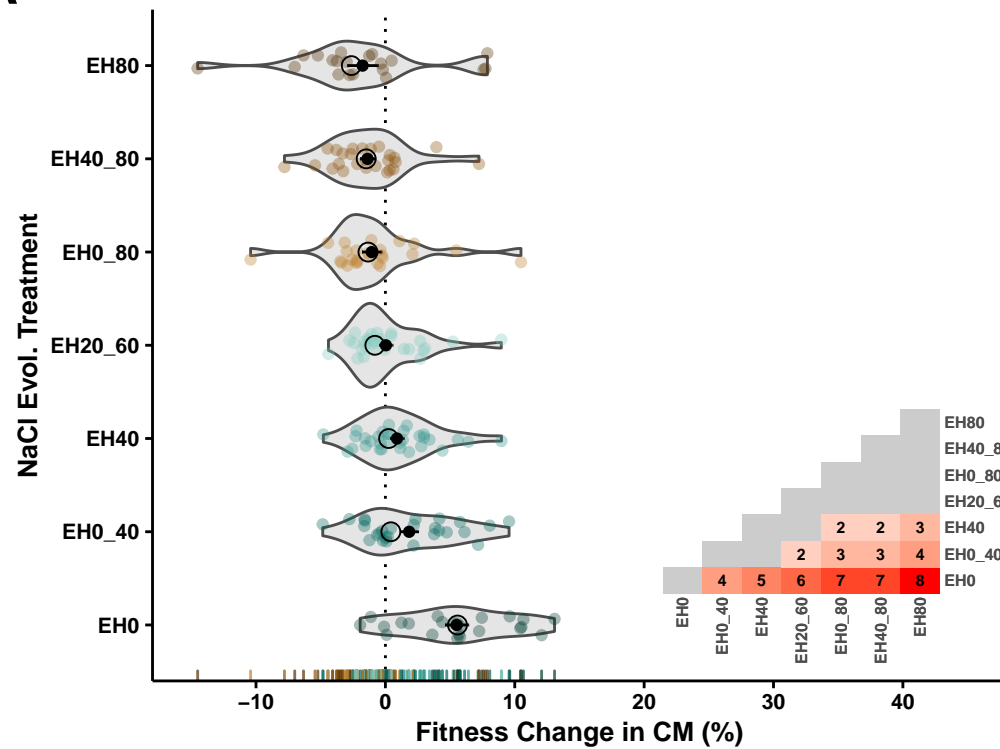 EH80
EH40_80
EH0_80
EH20_60
EH40
EH0_40
EH0
NaCl Evol. Treatment
−10 0 10 20 30 40
Fitness Change in CM (%)
EH80
EH40_8
EH0_80
EH20_6
2 2 3 EH40
2 3 3 4 EH0_40
4 5 6 7 7 8 EH0
EH0 EH0_40 EH40 EH20_60 EH0_80 EH40_80 EH80